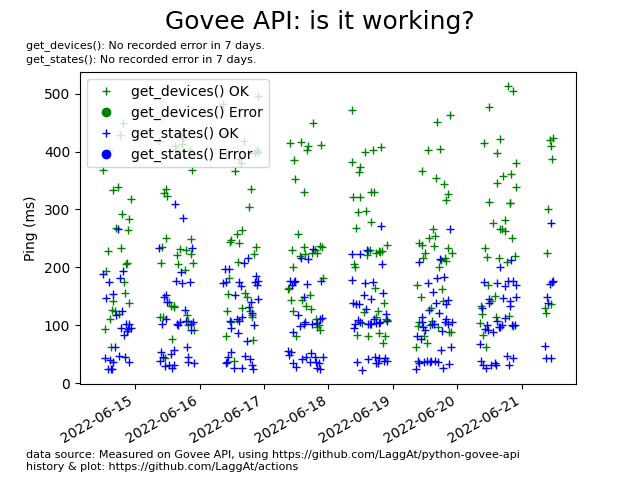 Govee API: is it working?
get_devices(): No recorded error in 7 days.
get_states(): No recorded error in 7 days.
get_devices() OK
get_devices() Error
get_states() OK
get_states() Error
Ping (ms)
500
400
300
200
100
0
2022-06-15
2022-06-16
2022-06-17
2022-06-18
2022-06-19
2022-06-20
2022-06-21
data source: Measured on Govee API, using https://github.com/LaggAt/python-govee-api
history & plot: https://github.com/LaggAt/actions